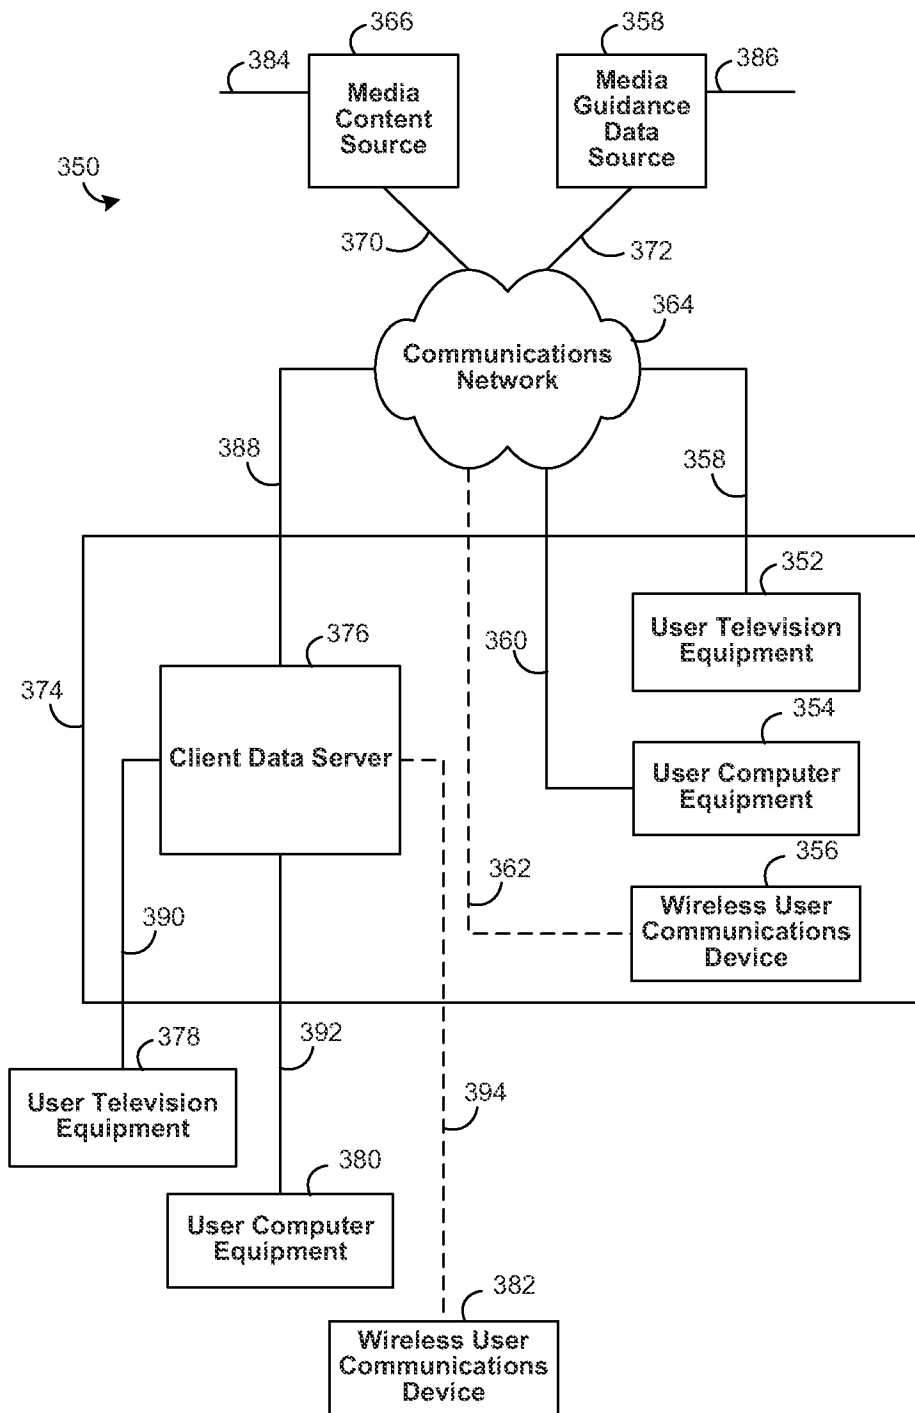 366
358
384
386
Media
Content
Source
Media
Guidance
Data
Source
350
370
372
364
Communications
Network
388
358
352
User Television
Equipment
376
360
374
354
Client Data Server
User Computer
Equipment
356
362
Wireless User
Communications
Device
390
378
392
User Television
Equipment
394
380
User Computer
Equipment
382
Wireless User
Communications
Device